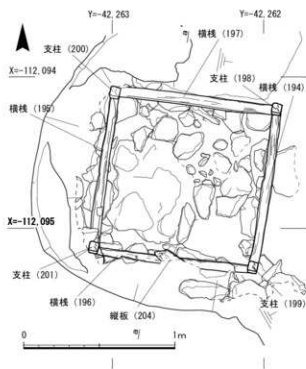 Y=-42,263
Y=-42,262
横桟（197）
支柱（200）
支柱（198）
X=-112,094
横桟（194）
横桟（195）
X=-112,095
支柱（201）
横桟（196）
縦板（204）
支柱（199）
0
1m